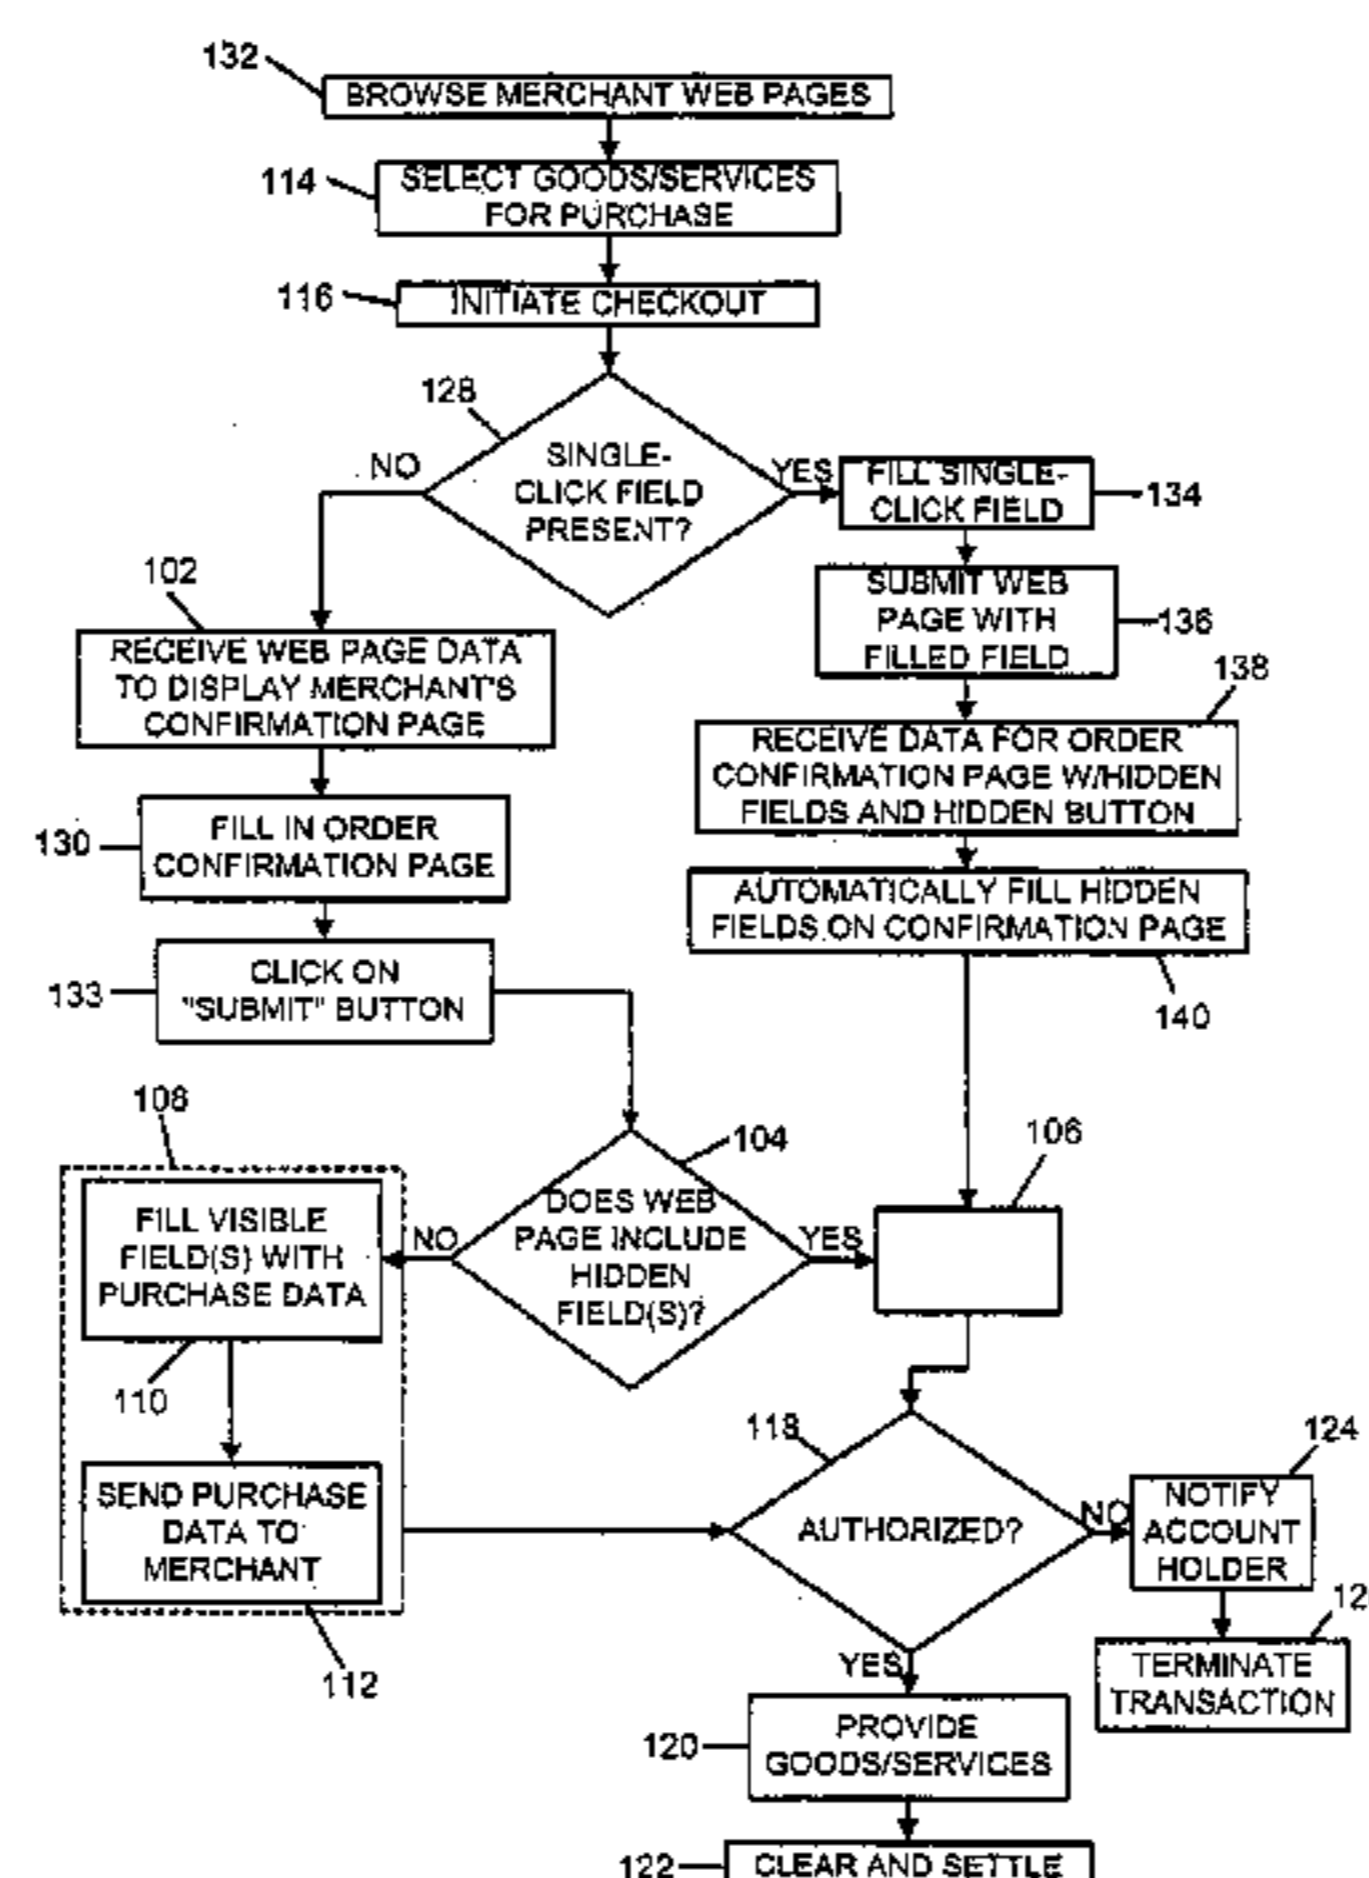 132
BROWSE MERCHANT WEB PAGES
114
SELECT GOODS/SERVICES
FOR PURCHASE
116
INITIATE CHECKOUT
128
SINGLE-
CLICK FIELD
PRESENT?
NO
YES
FILL SINGLE-
CLICK FIELD
134
SUBMIT WEB
PAGE WITH
FILLED FIELD
136
102
RECEIVE WEB PAGE DATA
TO DISPLAY MERCHANT'S
CONFIRMATION PAGE
138
RECEIVE DATA FOR ORDER
CONFIRMATION PAGE W/HIDDEN
FIELDS AND HIDDEN BUTTON
130
FILL IN ORDER
CONFIRMATION PAGE
AUTOMATICALLY FILL HIDDEN
FIELDS ON CONFIRMATION PAGE
140
133
CLICK ON
"SUBMIT" BUTTON
108
104
106
FILL VISIBLE
FIELD(S) WITH
PURCHASE DATA
NO
DOES WEB
PAGE INCLUDE
HIDDEN
FIELD(S)?
YES
110
SEND PURCHASE
DATA TO
MERCHANT
112
118
AUTHORIZED?
NO
124
NOTIFY
ACCOUNT
HOLDER
TERMINATE
TRANSACTION
YES
120
PROVIDE
GOODS/SERVICES
122
CLEAR AND SETTLE